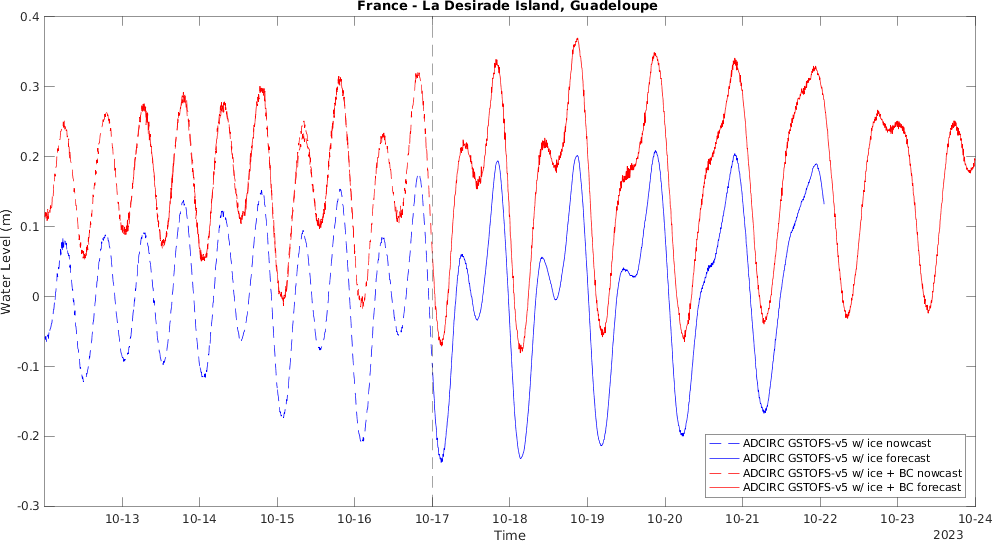 France - La Desirade Island, Guadeloupe
0.4
0.3
0.2
0.1
0
-0.1
-0.2
-0.3
Water Level (m)
ADCIRC GSTOFS-v5 w/ ice nowcast
ADCIRC GSTOFS-v5 w/ ice forecast
ADCIRC GSTOFS-v5 w/ ice + BC nowcast
ADCIRC GSTOFS-v5 w/ ice + BC forecast
10-13 10-14 10-15 10-16 10-17 10-18 10-19 10-20 10-21 10-22 10-23 10-24
Time
2023